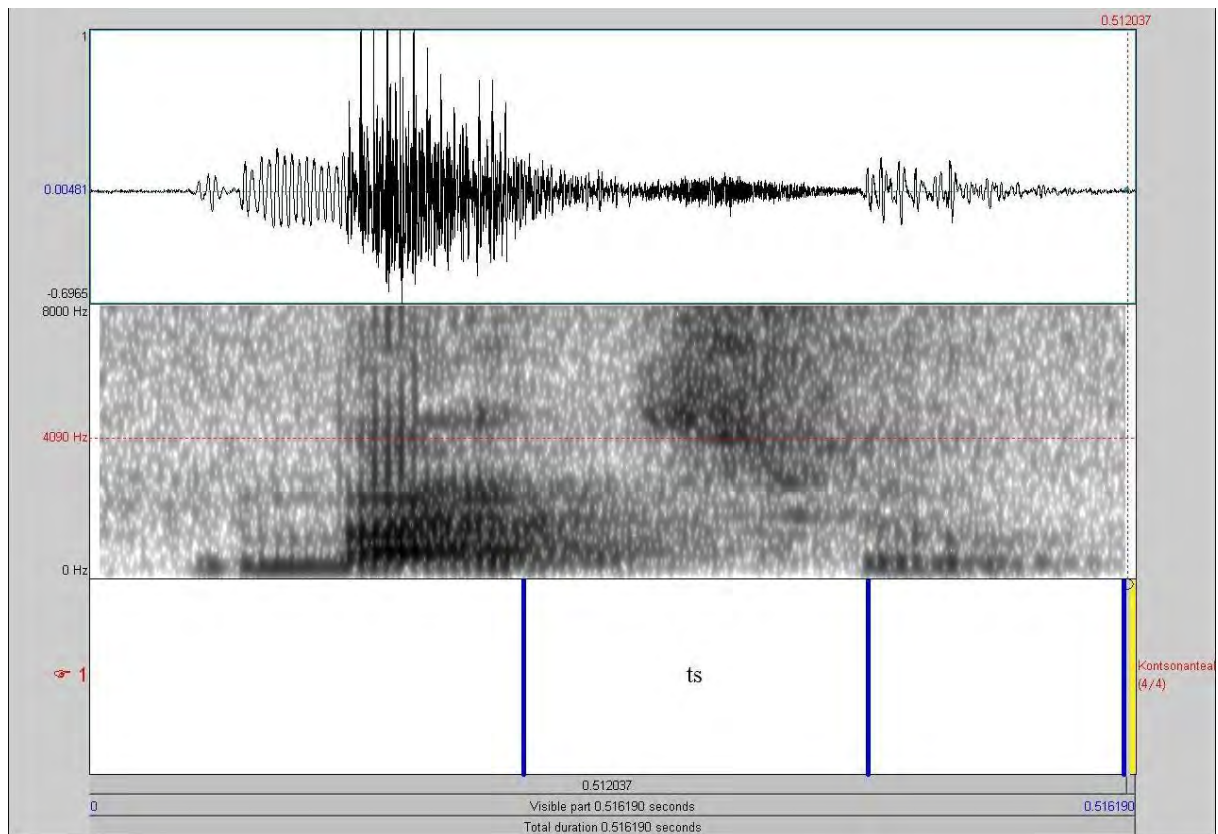 0.512037
1
0.00481
-0.6965
8000 Hz
4090 Hz
0 Hz
1
ts
Kontsonanteak
(4/4)
0.512037
0
Visible part 0.516190 seconds
0.516190
Total duration 0.516190 seconds